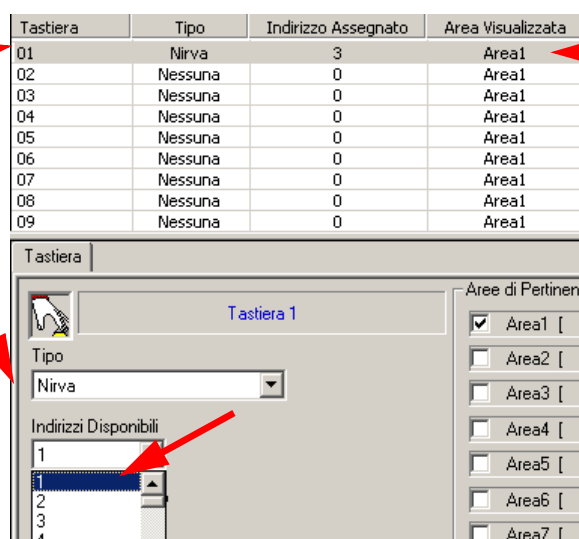 Tastiera Tipo Indirizzo Assegnato Area Visualizzata
01 Nirva 3 Area1
02 Nessuna 0 Area1
03 Nessuna 0 Area1
04 Nessuna 0 Area1
05 Nessuna 0 Area1
06 Nessuna 0 Area1
07 Nessuna 0 Area1
08 Nessuna 0 Area1
09 Nessuna 0 Area1
Tastiera
Tastiera 1
Tipo
Nirva
Indirizzi Disponibili
1
1
2
3
4
Aree di Pertinen
Area1 [
Area2 [
Area3 [
Area4 [
Area5 [
Area6 [
Area7 [